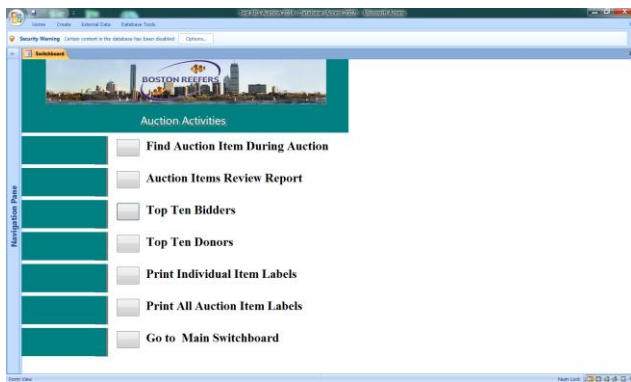 Home Create External Data Database Tools
Security Warning Certain content in the database has been disabled Options...
Switchboard
BOSTON REEFERS
Auction Activities
Find Auction Item During Auction
Auction Items Review Report
Top Ten Bidders
Top Ten Donors
Print Individual Item Labels
Print All Auction Item Labels
Go to Main Switchboard
Navigation Pane
Form View
Num Lock